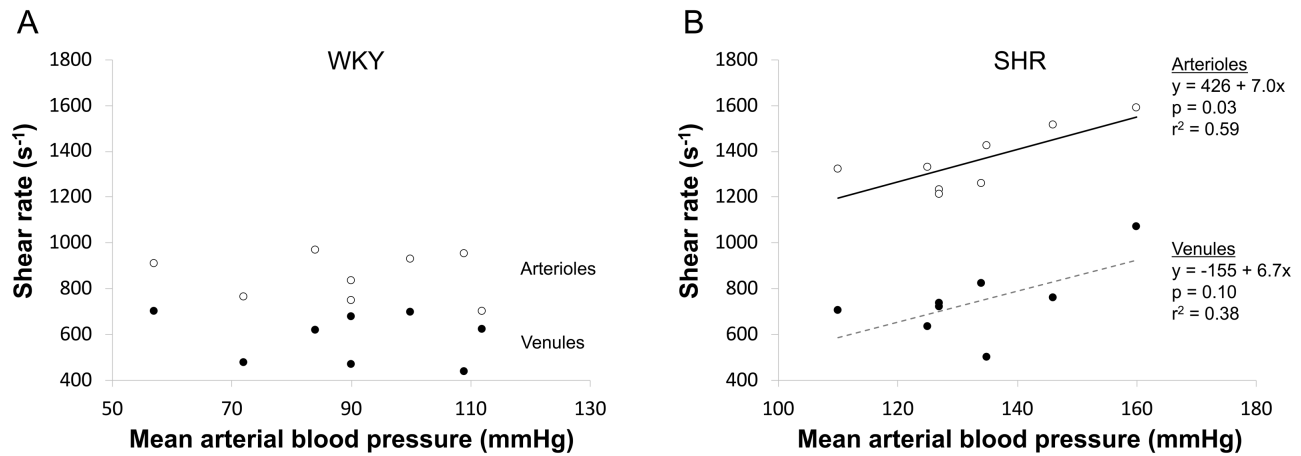 A
WKY
Shear rate (s⁻¹)
1800
1600
1400
1200
1000
800
600
400
Arterioles
Venules
50 70 90 110 130
Mean arterial blood pressure (mmHg)
B
SHR
Shear rate (s⁻¹)
1800
1600
1400
1200
1000
800
600
400
Arterioles
y = 426 + 7.0x
p = 0.03
r² = 0.59
Venules
y = -155 + 6.7x
p = 0.10
r² = 0.38
100 120 140 160 180
Mean arterial blood pressure (mmHg)